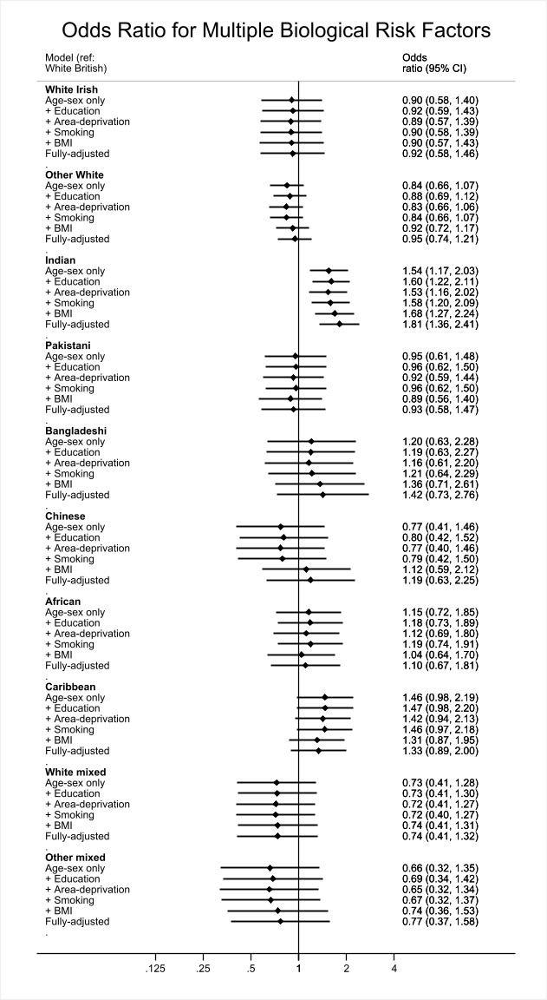 Odds Ratio for Multiple Biological Risk Factors
Model (ref: Odds
White British) ratio (95% CI)
White Irish
Age-sex only 0.90 (0.58, 1.40)
+ Education 0.92 (0.59, 1.43)
+ Area-deprivation 0.89 (0.57, 1.39)
+ Smoking 0.90 (0.58, 1.39)
+ BMI 0.90 (0.57, 1.43)
Fully-adjusted 0.92 (0.58, 1.46)
.
Other White
Age-sex only 0.84 (0.66, 1.07)
+ Education 0.88 (0.69, 1.12)
+ Area-deprivation 0.83 (0.66, 1.06)
+ Smoking 0.84 (0.66, 1.07)
+ BMI 0.92 (0.72, 1.17)
Fully-adjusted 0.95 (0.74, 1.21)
.
Indian
Age-sex only 1.54 (1.17, 2.03)
+ Education 1.60 (1.22, 2.11)
+ Area-deprivation 1.53 (1.16, 2.02)
+ Smoking 1.58 (1.20, 2.09)
+ BMI 1.68 (1.27, 2.24)
Fully-adjusted 1.81 (1.36, 2.41)
.
Pakistani
Age-sex only 0.95 (0.61, 1.48)
+ Education 0.96 (0.62, 1.50)
+ Area-deprivation 0.92 (0.59, 1.44)
+ Smoking 0.96 (0.62, 1.50)
+ BMI 0.89 (0.56, 1.40)
Fully-adjusted 0.93 (0.58, 1.47)
.
Bangladeshi
Age-sex only 1.20 (0.63, 2.28)
+ Education 1.19 (0.63, 2.27)
+ Area-deprivation 1.16 (0.61, 2.20)
+ Smoking 1.21 (0.64, 2.29)
+ BMI 1.36 (0.71, 2.61)
Fully-adjusted 1.42 (0.73, 2.76)
.
Chinese
Age-sex only 0.77 (0.41, 1.46)
+ Education 0.80 (0.42, 1.52)
+ Area-deprivation 0.77 (0.40, 1.46)
+ Smoking 0.79 (0.42, 1.50)
+ BMI 1.12 (0.59, 2.12)
Fully-adjusted 1.19 (0.63, 2.25)
.
African
Age-sex only 1.15 (0.72, 1.85)
+ Education 1.18 (0.73, 1.89)
+ Area-deprivation 1.12 (0.69, 1.80)
+ Smoking 1.19 (0.74, 1.91)
+ BMI 1.04 (0.64, 1.70)
Fully-adjusted 1.10 (0.67, 1.81)
.
Caribbean
Age-sex only 1.46 (0.98, 2.19)
+ Education 1.47 (0.98, 2.20)
+ Area-deprivation 1.42 (0.94, 2.13)
+ Smoking 1.46 (0.97, 2.18)
+ BMI 1.31 (0.87, 1.95)
Fully-adjusted 1.33 (0.89, 2.00)
.
White mixed
Age-sex only 0.73 (0.41, 1.28)
+ Education 0.73 (0.41, 1.30)
+ Area-deprivation 0.72 (0.41, 1.27)
+ Smoking 0.72 (0.40, 1.27)
+ BMI 0.74 (0.41, 1.31)
Fully-adjusted 0.74 (0.41, 1.32)
.
Other mixed
Age-sex only 0.66 (0.32, 1.35)
+ Education 0.69 (0.34, 1.42)
+ Area-deprivation 0.65 (0.32, 1.34)
+ Smoking 0.67 (0.32, 1.37)
+ BMI 0.74 (0.36, 1.53)
Fully-adjusted 0.77 (0.37, 1.58)
.
.125 .25 .5 1 2 4